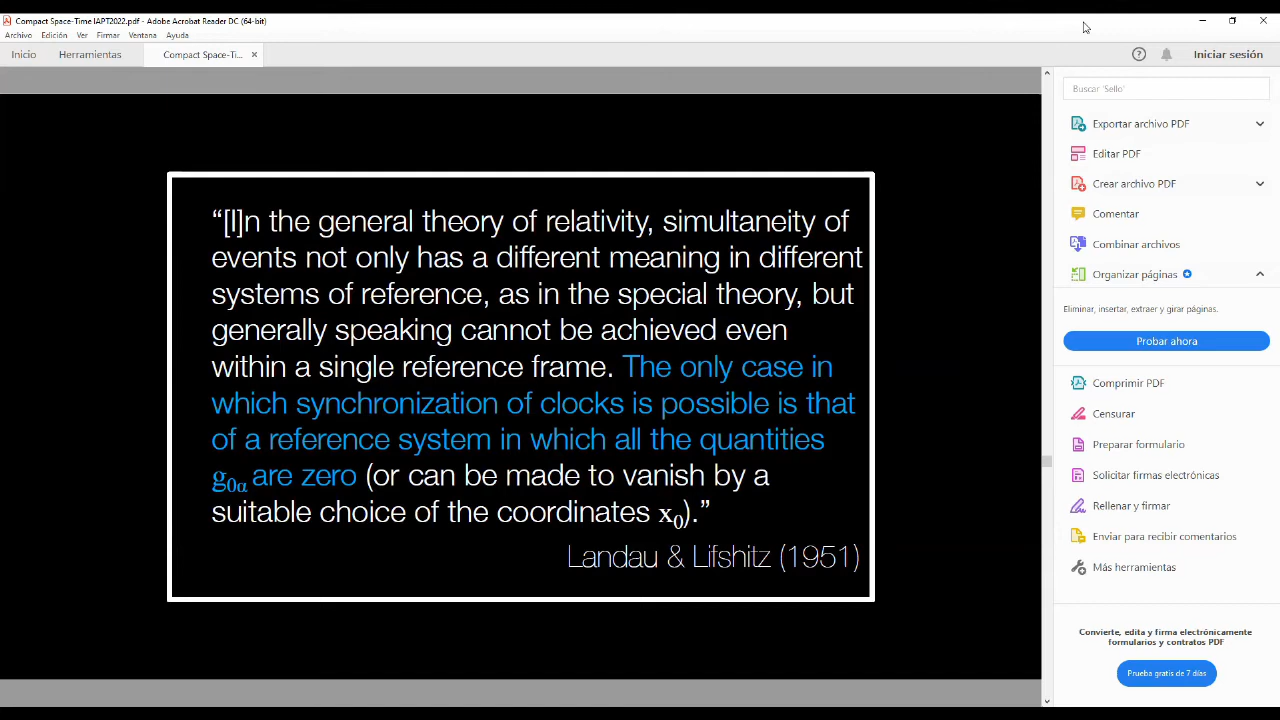 Compact Space-Time IAPT2022.pdf - Adobe Acrobat Reader DC (64-bit)
Archivo Edición Ver Firmar Ventana Ayuda
Inicio Herramientas Compact Space-Ti... Iniciar sesión
Buscar 'Sello'
Exportar archivo PDF
Editar PDF
Crear archivo PDF
Comentar
Combinar archivos
Organizar páginas
Eliminar, insertar, extraer y girar páginas.
Probar ahora
Comprimir PDF
Censurar
Preparar formulario
Solicitar firmas electrónicas
Rellenar y firmar
Enviar para recibir comentarios
Más herramientas
Convierte, edita y firma electrónicamente
formularios y contratos PDF
Prueba gratis de 7 días
“[I]n the general theory of relativity, simultaneity of
events not only has a different meaning in different
systems of reference, as in the special theory, but
generally speaking cannot be achieved even
within a single reference frame. The only case in
which synchronization of clocks is possible is that
of a reference system in which all the quantities
g0α are zero (or can be made to vanish by a
suitable choice of the coordinates x0).”
Landau & Lifshitz (1951)